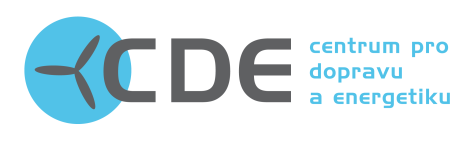 CDE
centrum pro
dopravu
a energetiku